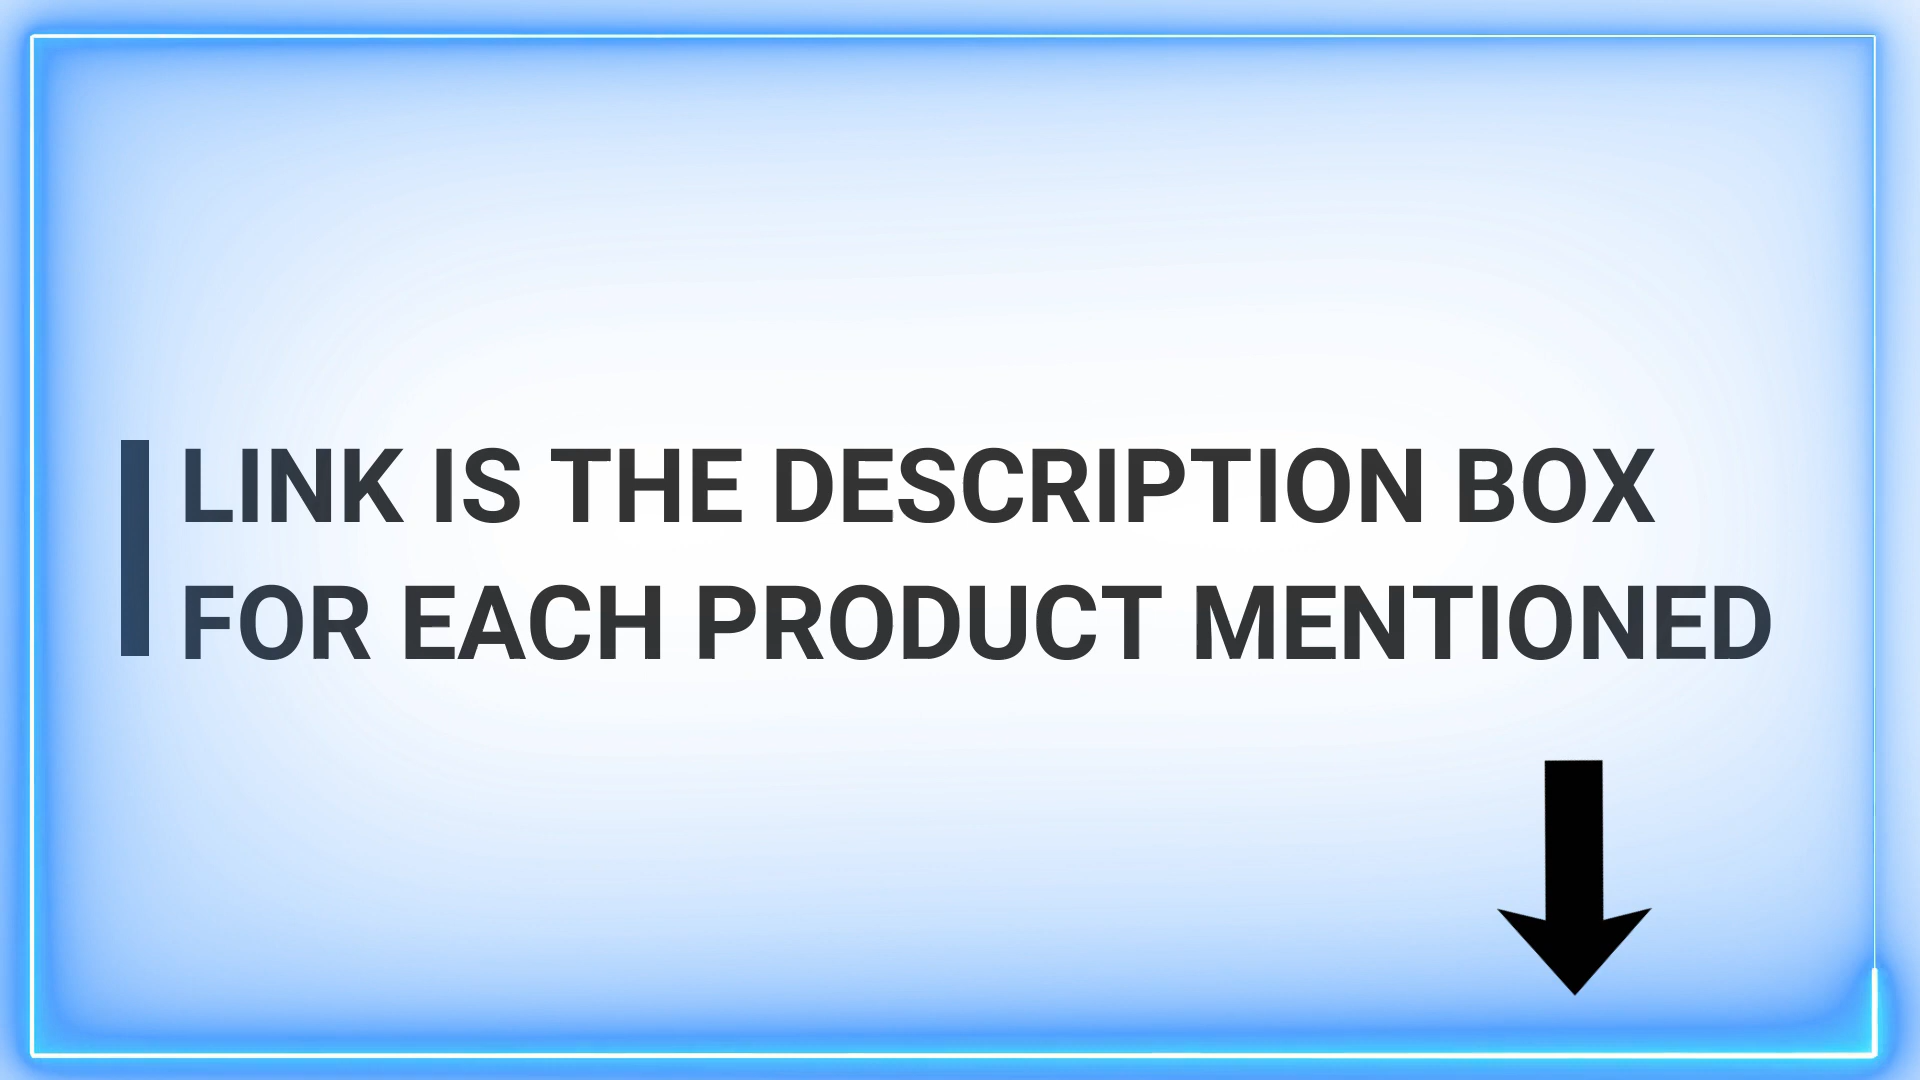 LINK IS THE DESCRIPTION BOX
FOR EACH PRODUCT MENTIONED